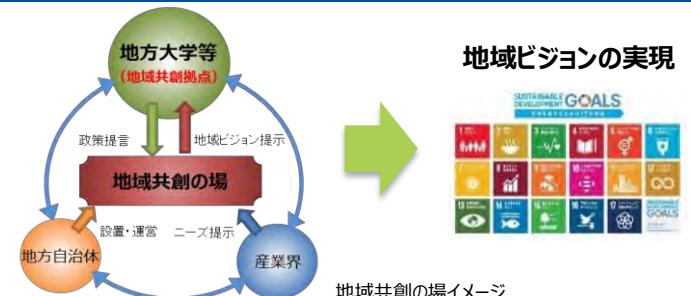 地方大学等
(地域共創拠点)
地域ビジョンの実現
SUSTAINABLE
DEVELOPMENT GOALS
政策提言
地域ビジョン提示
地域共創の場
設置・運営
ニーズ提示
地方自治体
産業界
地域共創の場イメージ